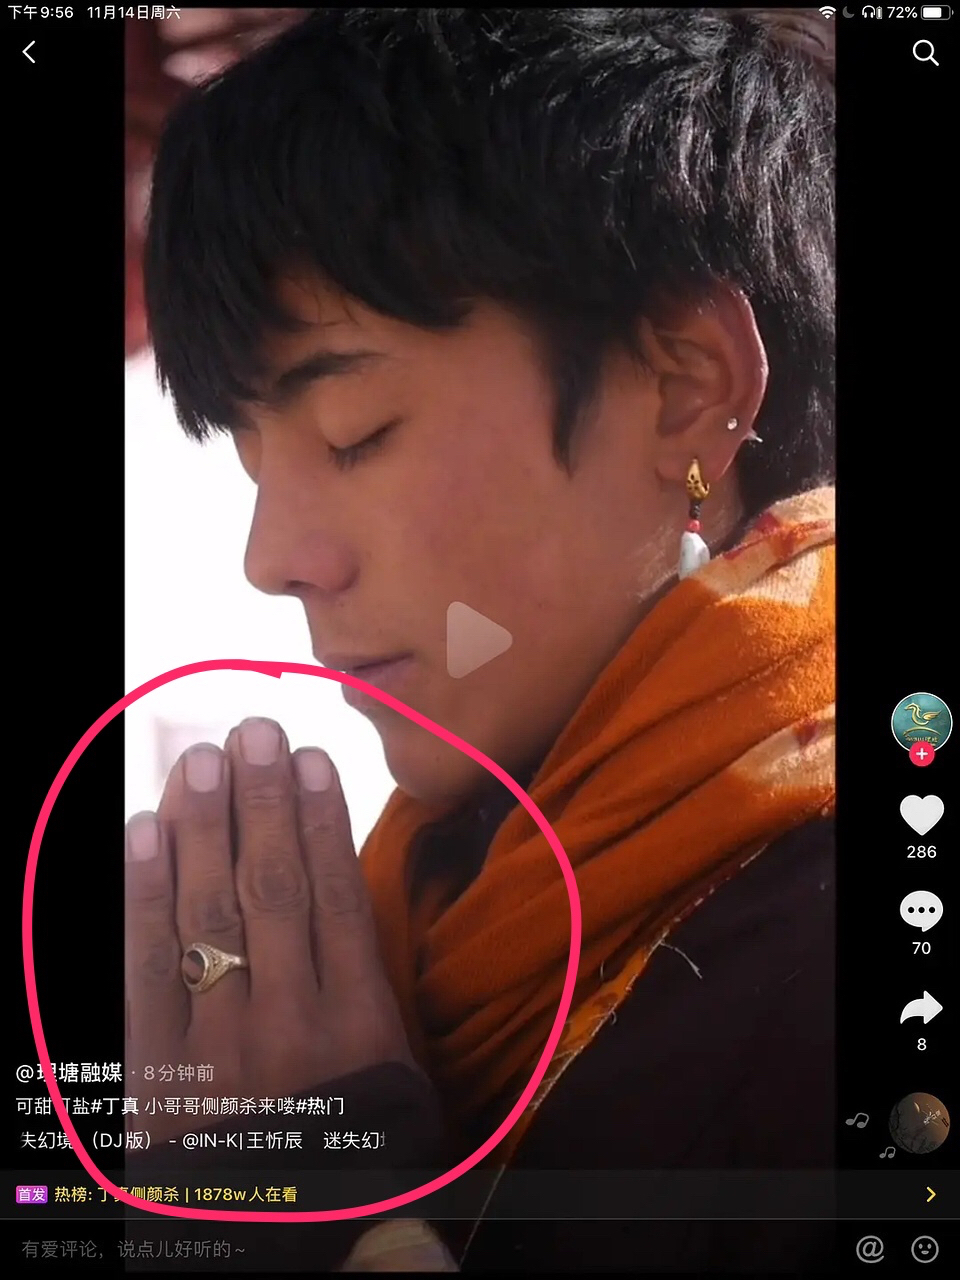 下午9:56 11月14日周六 72%
286
70
8
@理塘融媒 · 8分钟前
可甜可盐#丁真 小哥哥侧颜杀来喽#热门
失幻境 (DJ版) - @IN-K|王忻辰 迷失幻
首发 热榜: 丁真侧颜杀 | 1878w人在看
有爱评论，说点儿好听的~ @